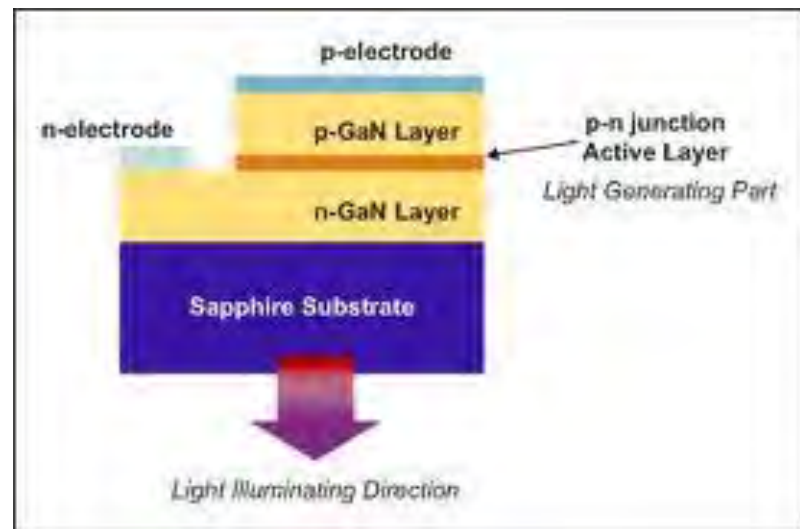 p-electrode
n-electrode
p-GaN Layer
p-n junction
Active Layer
Light Generating Part
n-GaN Layer
Sapphire Substrate
Light Illuminating Direction